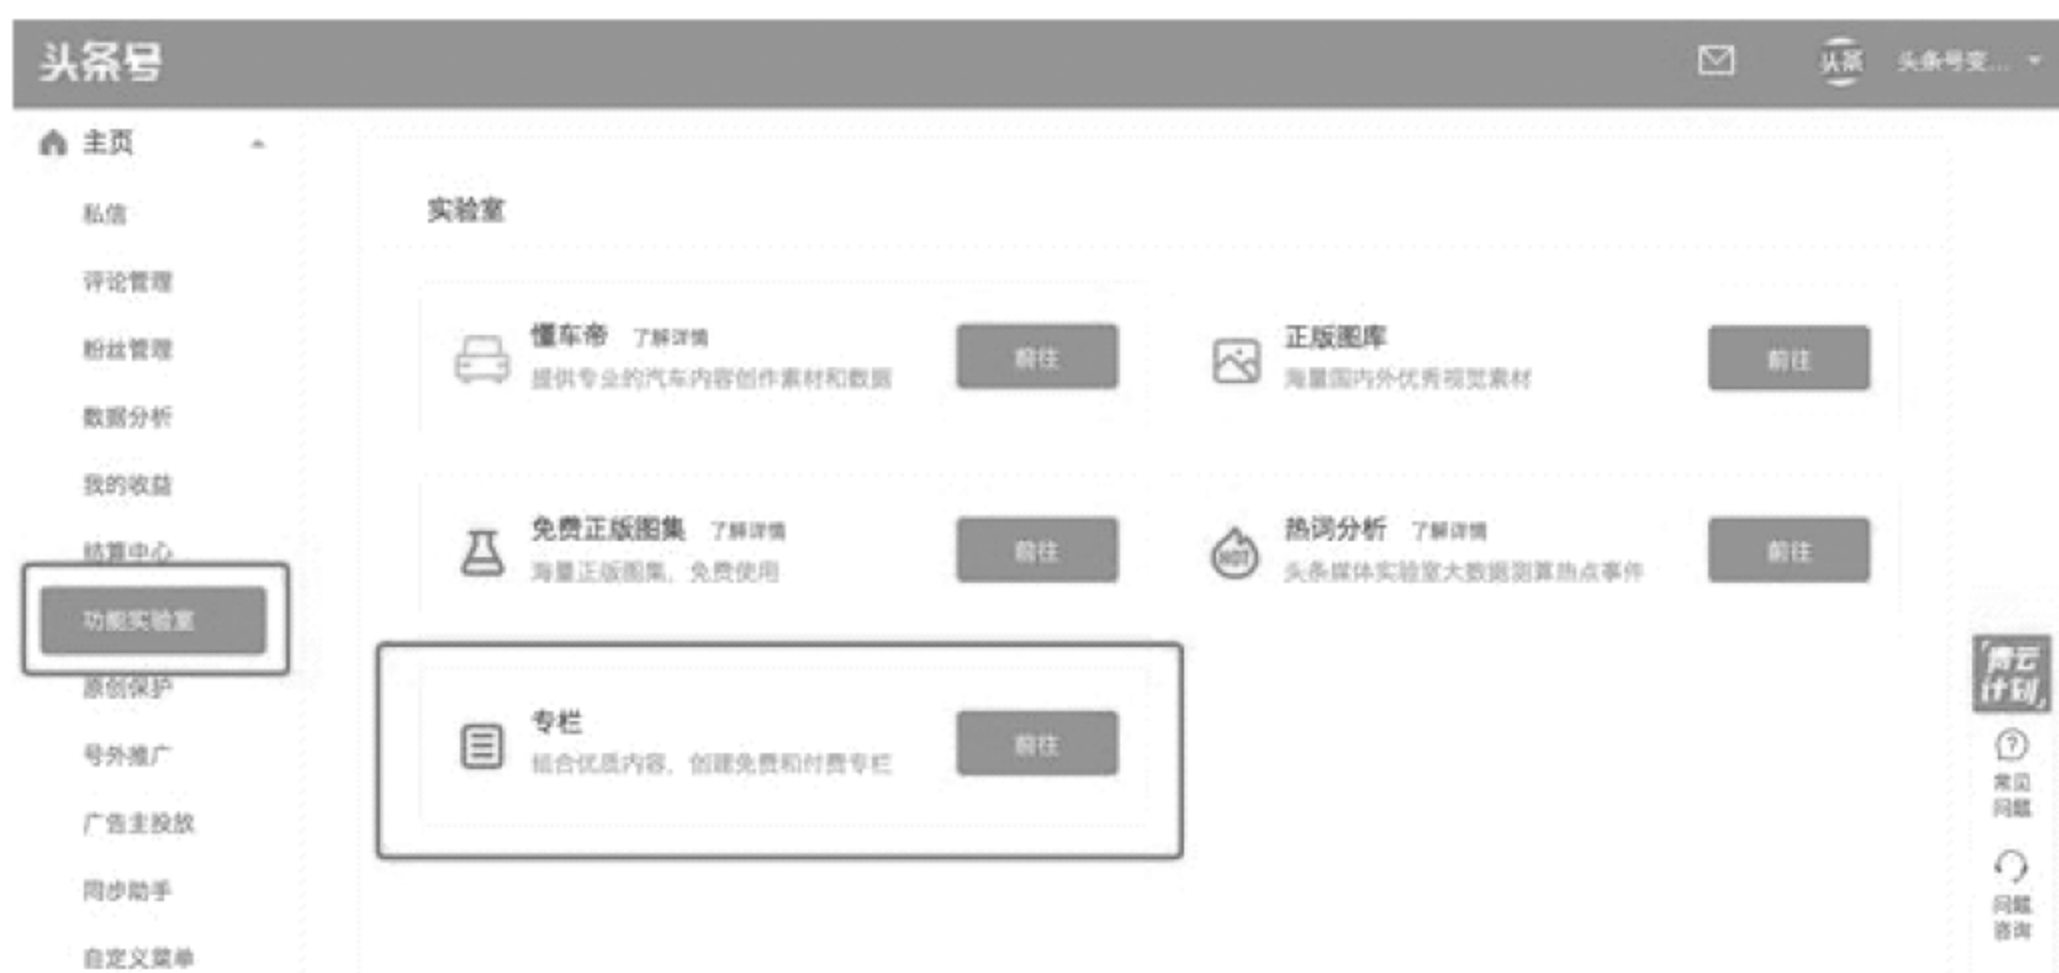 头条号
头条
头条号变...
主页
私信
评论管理
粉丝管理
数据分析
我的收益
结算中心
功能实验室
原创保护
号外推广
广告主投放
同步助手
自定义菜单
实验室
懂车帝 了解详情
提供专业的汽车内容创作素材和数据
前往
正版图库
海量国内外优秀视觉素材
前往
免费正版图集 了解详情
海量正版图集，免费使用
前往
热词分析 了解详情
HOT
头条媒体实验室大数据测算热点事件
前往
专栏
组合优质内容，创建免费和付费专栏
前往
青云
计划
常见
问题
问题
咨询